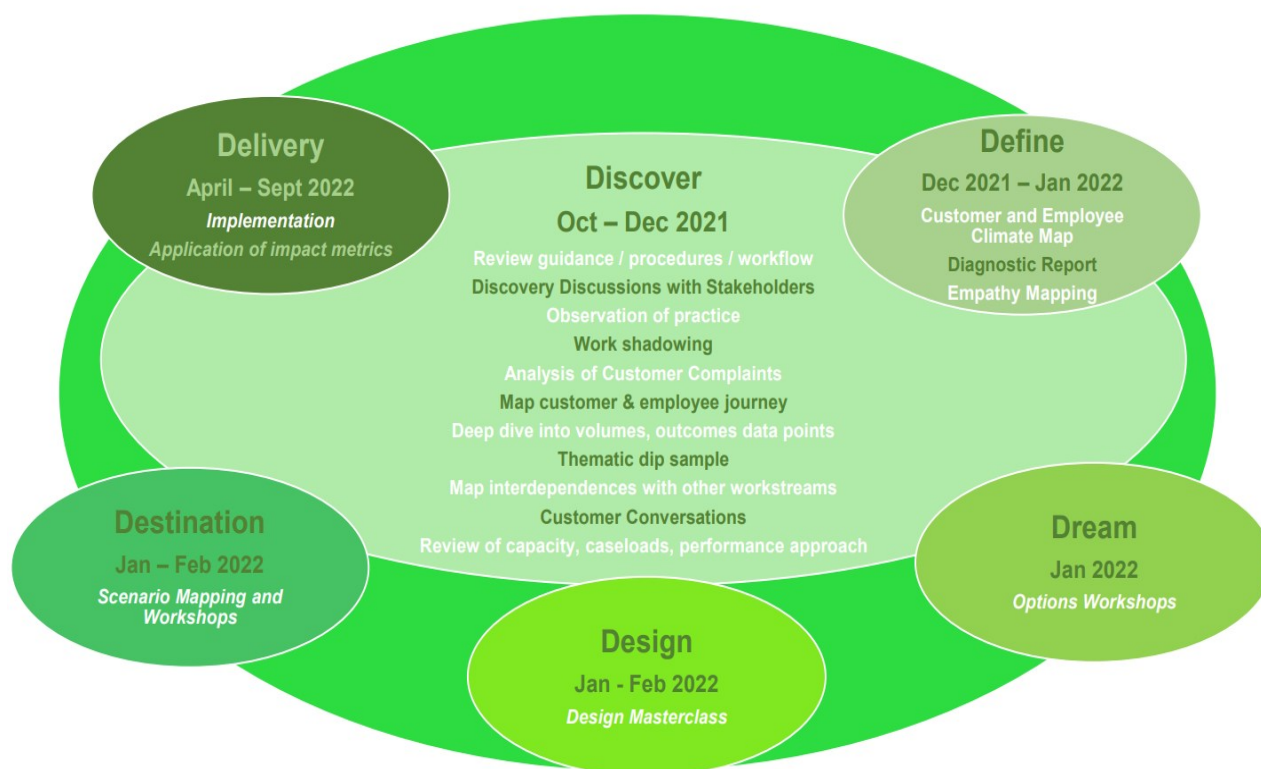 Delivery
April – Sept 2022
Implementation
Application of impact metrics
Discover
Oct – Dec 2021
Review guidance / procedures / workflow
Discovery Discussions with Stakeholders
Observation of practice
Work shadowing
Analysis of Customer Complaints
Map customer & employee journey
Deep dive into volumes, outcomes data points
Thematic dip sample
Map interdependences with other workstreams
Customer Conversations
Review of capacity, caseloads, performance approach
Define
Dec 2021 – Jan 2022
Customer and Employee
Climate Map
Diagnostic Report
Empathy Mapping
Dream
Jan 2022
Options Workshops
Design
Jan - Feb 2022
Design Masterclass
Destination
Jan – Feb 2022
Scenario Mapping and
Workshops